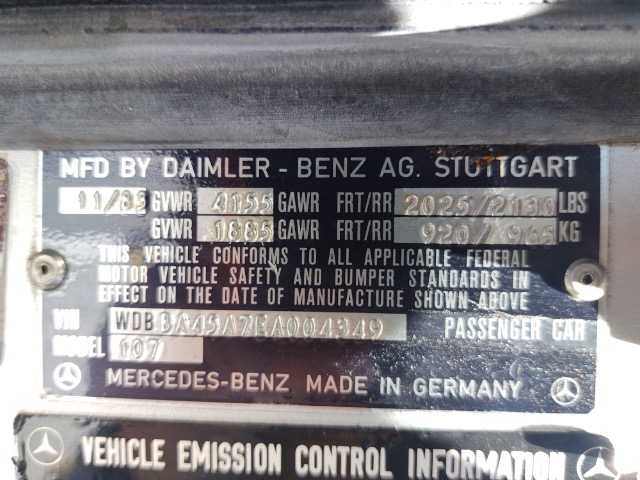 MFD BY DAIMLER - BENZ AG. STUTTGART
11/83 GVWR 4155 GAWR FRT/RR 2025/2130 LBS
GVWR 1885 GAWR FRT/RR 920/ 965 KG
THIS VEHICLE CONFORMS TO ALL APPLICABLE FEDERAL
MOTOR VEHICLE SAFETY AND BUMPER STANDARDS IN
EFFECT ON THE DATE OF MANUFACTURE SHOWN ABOVE
VIN WDBBA45A7EA004349 PASSENGER CAR
MODEL 107
MERCEDES-BENZ MADE IN GERMANY
VEHICLE EMISSION CONTROL INFORMATION